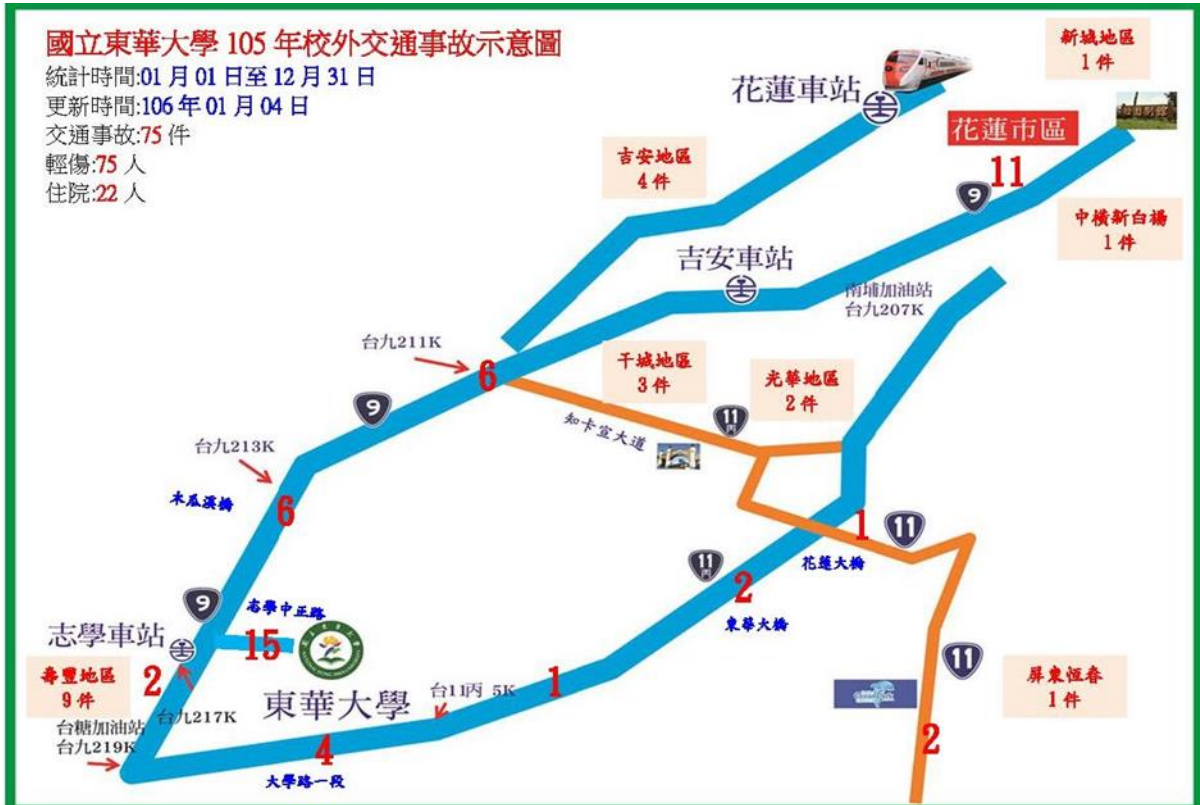 國立東華大學 105 年校外交通事故示意圖
統計時間:01 月 01 日至 12 月 31 日
更新時間:106 年 01 月 04 日
交通事故:75 件
輕傷:75 人
住院:22 人
花蓮車站
新城地區
1 件
花蓮市區
11
吉安地區
4 件
9
中橫新白楊
1 件
吉安車站
南埔加油站
台九207K
台九211K
6
干城地區
3 件
光華地區
2 件
9
11
丙
知卡宣大道
台九213K
木瓜溪橋
6
1
11
花蓮大橋
11
丙
2
東華大橋
9
志學中正路
15
志學車站
2
壽豐地區
9 件
東華大學
台九217K
台糖加油站
台九219K
台11丙 5K
1
4
大學路一段
11
屏東恆春
1 件
2